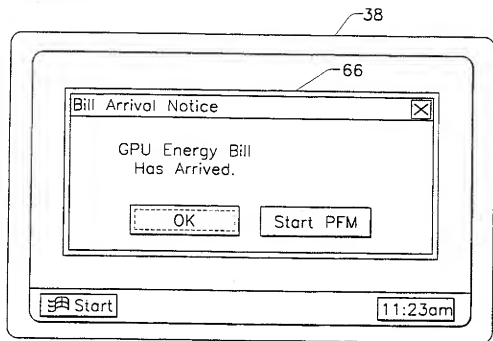 38
66
Bill Arrival Notice
GPU Energy Bill
Has Arrived.
OK
Start PFM
Start
11:23am